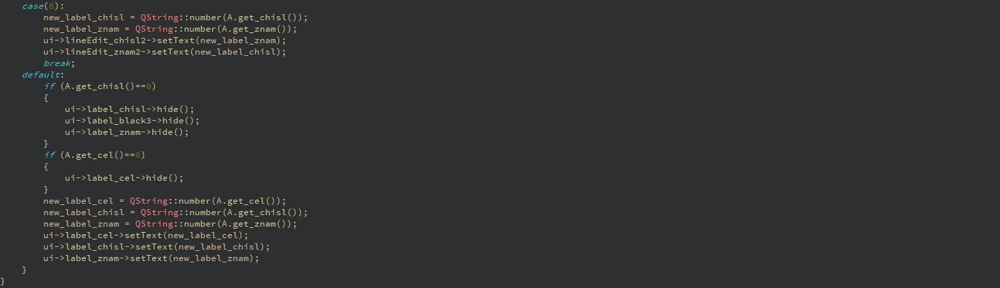 case(8):
new_label_chisl = QString::number(A.get_chisl());
new_label_znam = QString::number(A.get_znam());
ui->lineEdit_chisl2->setText(new_label_znam);
ui->lineEdit_znam2->setText(new_label_chisl);
break;
default:
if (A.get_chisl()==0)
{
ui->label_chisl->hide();
ui->label_black3->hide();
ui->label_znam->hide();
}
if (A.get_cel()==0)
{
ui->label_cel->hide();
}
new_label_cel = QString::number(A.get_cel());
new_label_chisl = QString::number(A.get_chisl());
new_label_znam = QString::number(A.get_znam());
ui->label_cel->setText(new_label_cel);
ui->label_chisl->setText(new_label_chisl);
ui->label_znam->setText(new_label_znam);
}
}